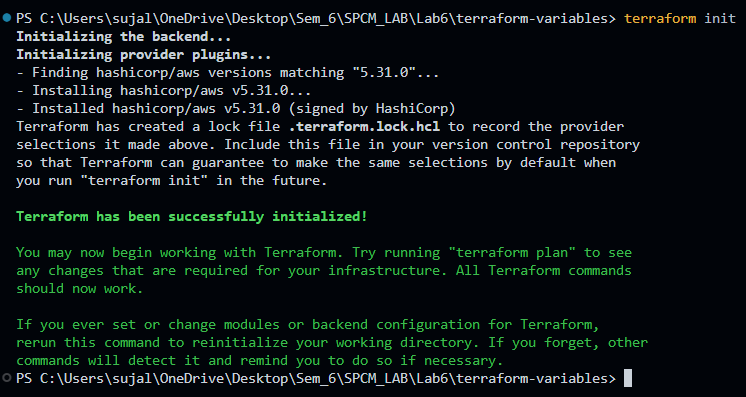 PS C:\Users\sujal\OneDrive\Desktop\Sem_6\SPCM_LAB\Lab6\terraform-variables> terraform init
Initializing the backend...
Initializing provider plugins...
- Finding hashicorp/aws versions matching "5.31.0"...
- Installing hashicorp/aws v5.31.0...
- Installed hashicorp/aws v5.31.0 (signed by HashiCorp)
Terraform has created a lock file .terraform.lock.hcl to record the provider
selections it made above. Include this file in your version control repository
so that Terraform can guarantee to make the same selections by default when
you run "terraform init" in the future.
Terraform has been successfully initialized!
You may now begin working with Terraform. Try running "terraform plan" to see
any changes that are required for your infrastructure. All Terraform commands
should now work.
If you ever set or change modules or backend configuration for Terraform,
rerun this command to reinitialize your working directory. If you forget, other
commands will detect it and remind you to do so if necessary.
PS C:\Users\sujal\OneDrive\Desktop\Sem_6\SPCM_LAB\Lab6\terraform-variables>